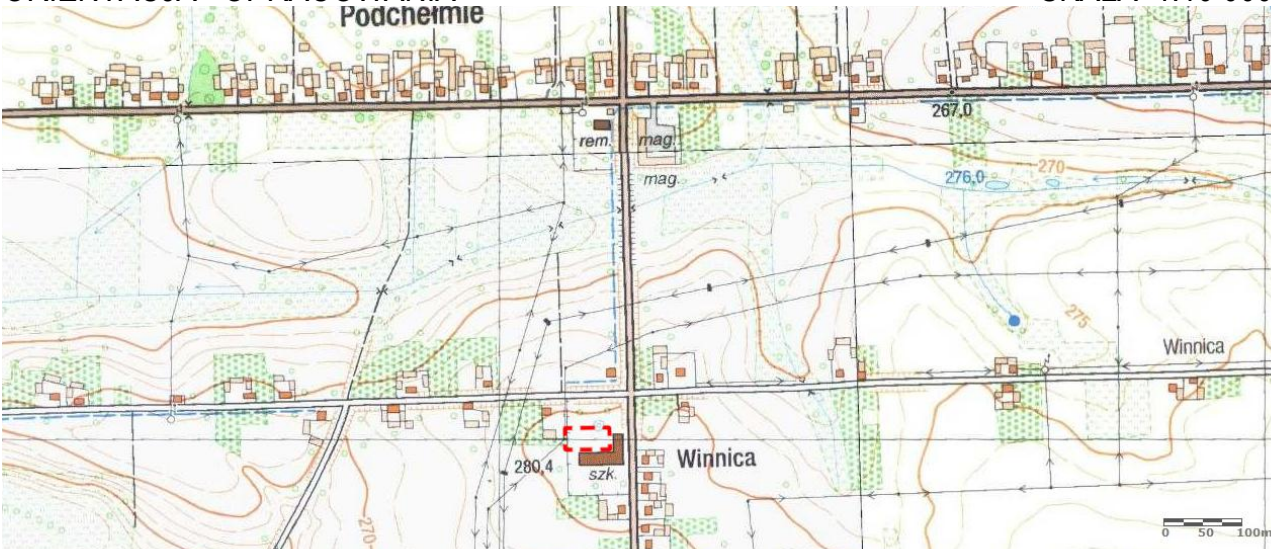 Podchełmie
267,0
rem.
mag.
mag.
276,0
270
275
Winnica
280,4
szk.
Winnica
270
0 50 100m